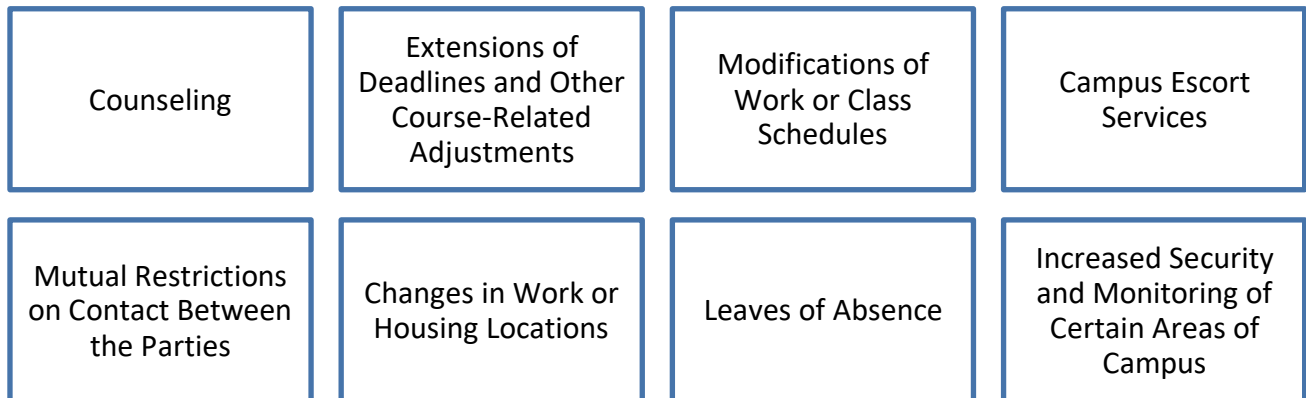 Counseling
Extensions of
Deadlines and Other
Course-Related
Adjustments
Modifications of
Work or Class
Schedules
Campus Escort
Services
Mutual Restrictions
on Contact Between
the Parties
Changes in Work or
Housing Locations
Leaves of Absence
Increased Security
and Monitoring of
Certain Areas of
Campus